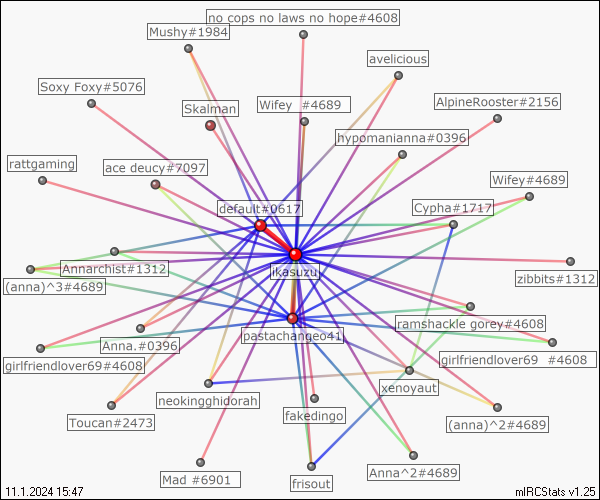 no cops no laws no hope#4608
Mushy#1984
avelicious
Soxy Foxy#5076
Skalman
Wifey  #4689
AlpineRooster#2156
hypomanianna#0396
rattgaming
ace deucy#7097
Wifey#4689
default#0617
Cypha#1717
ikasuzu
Annarchist#1312
zibbits#1312
(anna)^3#4689
ramshackle gorey#4608
pastachange041
Anna.#0396
girlfriendlover69#4608
girlfriendlover69  #4608
xenoyaut
neokingghidorah
fakedingo
Toucan#2473
(anna)^2#4689
Mad #6901
frisout
Anna^2#4689
11.1.2024 15:47
mIRCStats v1.25